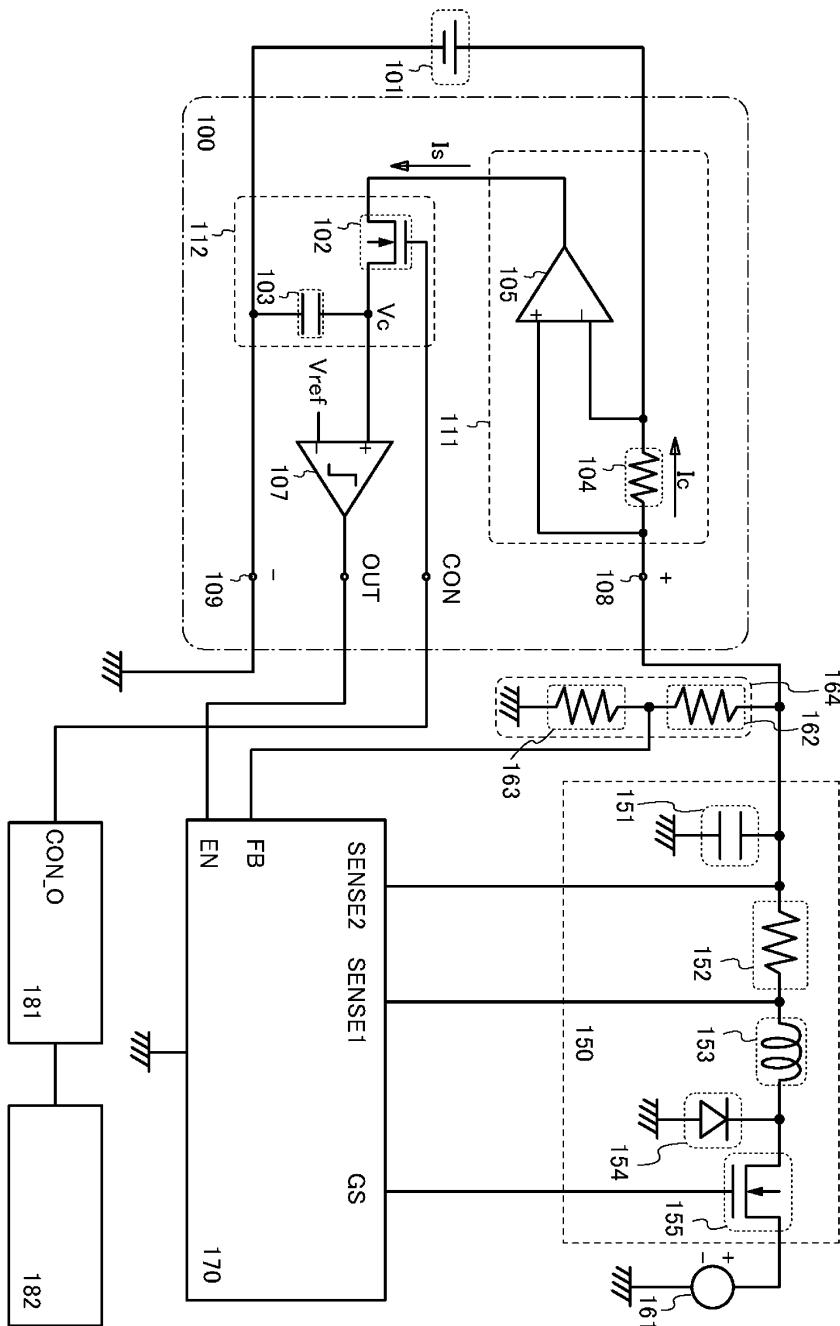 101
100
Is
112
102
103
Vc
Vref
+
-
107
105
+
-
111
104
Ic
109
-
OUT
CON
108
+
164
162
163
151
152
150
153
154
155
+
-
161
EN
FB
SENSE2
SENSE1
GS
170
CON_O
181
182